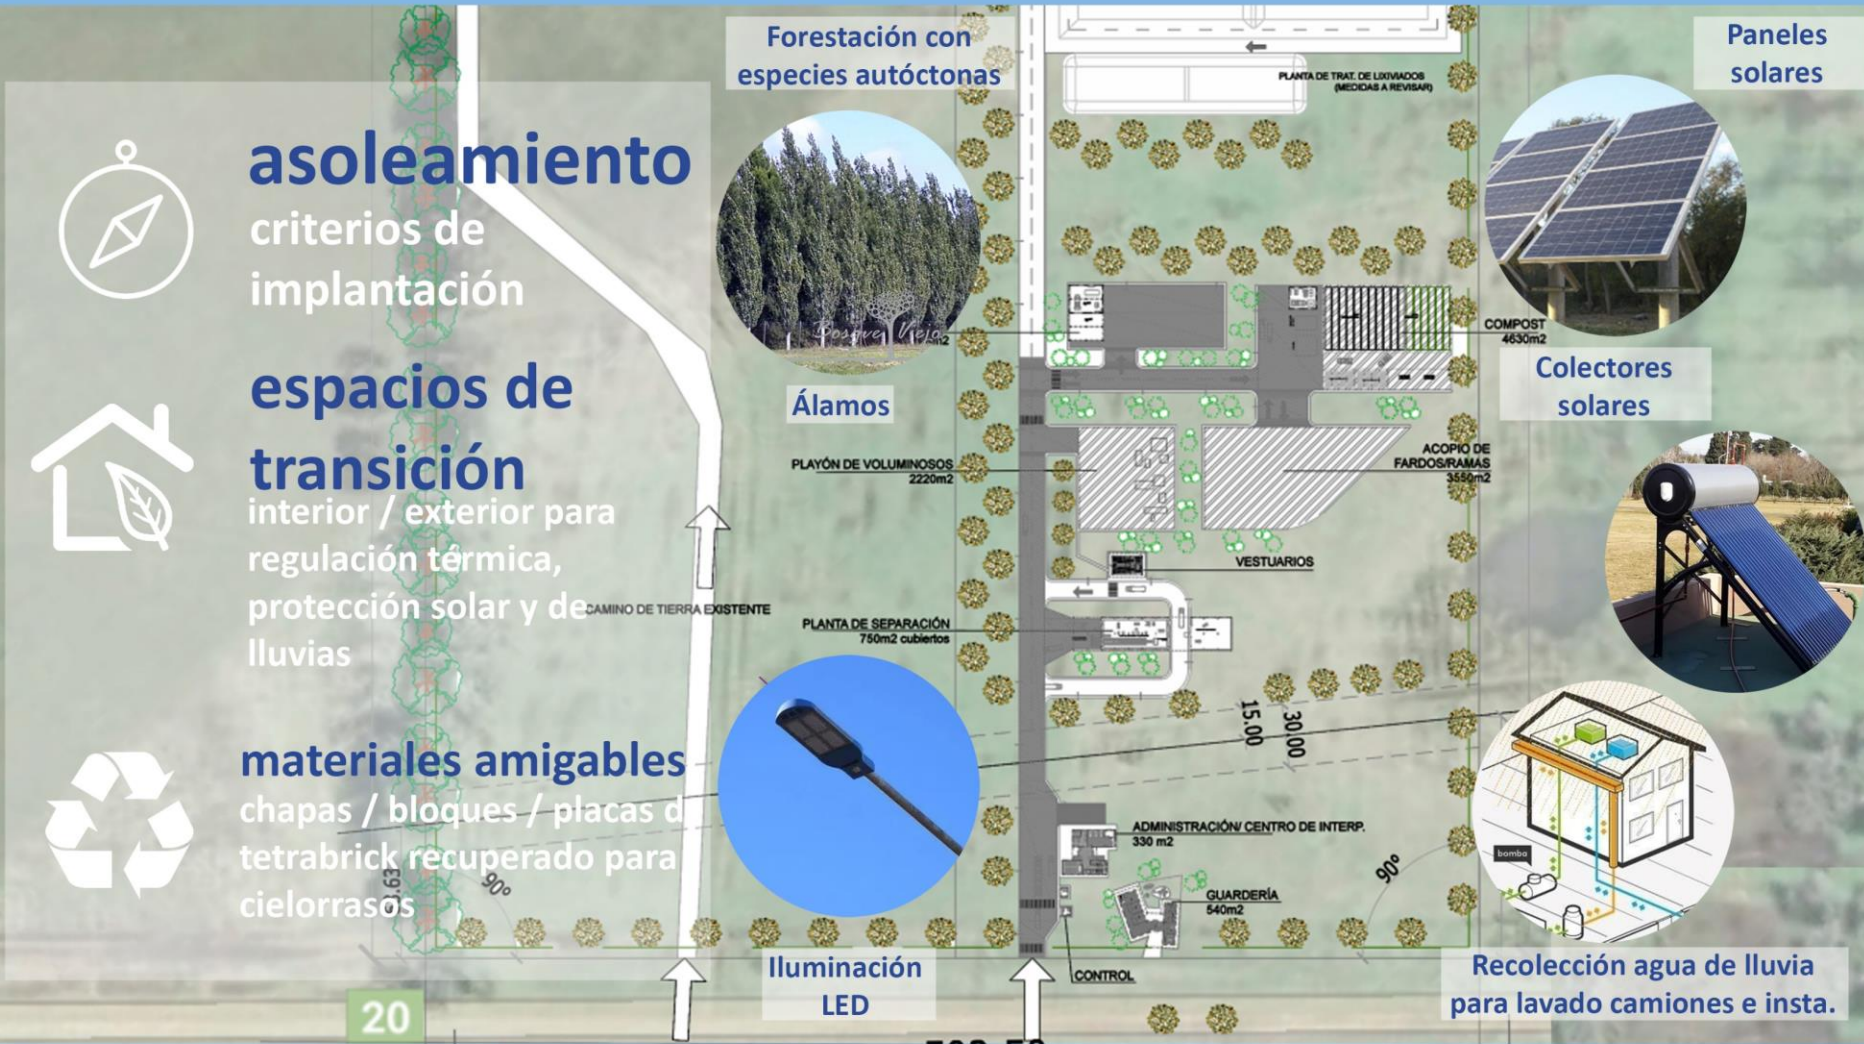 asoleamiento
criterios de
implantación
espacios de
transición
interior / exterior para
regulación térmica,
protección solar y de
lluvias
materiales amigables
chapas / bloques / placas d
tetrabrick recuperado para
cielorrasos
20
Forestación con
especies autóctonas
Bosque Viejo
Álamos
PLAYÓN DE VOLUMINOSOS
2220m2
CAMINO DE TIERRA EXISTENTE
PLANTA DE SEPARACIÓN
750m2 cubiertos
90º
Iluminación
LED
PLANTA DE TRAT. DE LIXIVIADOS
(MEDIDAS A REVISAR)
COMPOST
4630m2
ACOPIO DE
FARDOS/RAMAS
3550m2
VESTUARIOS
15.00
30.00
ADMINISTRACIÓN/ CENTRO DE INTERP.
330 m2
90º
GUARDERÍA
540m2
CONTROL
Paneles
solares
Colectores
solares
bomba
Recolección agua de lluvia
para lavado camiones e insta.